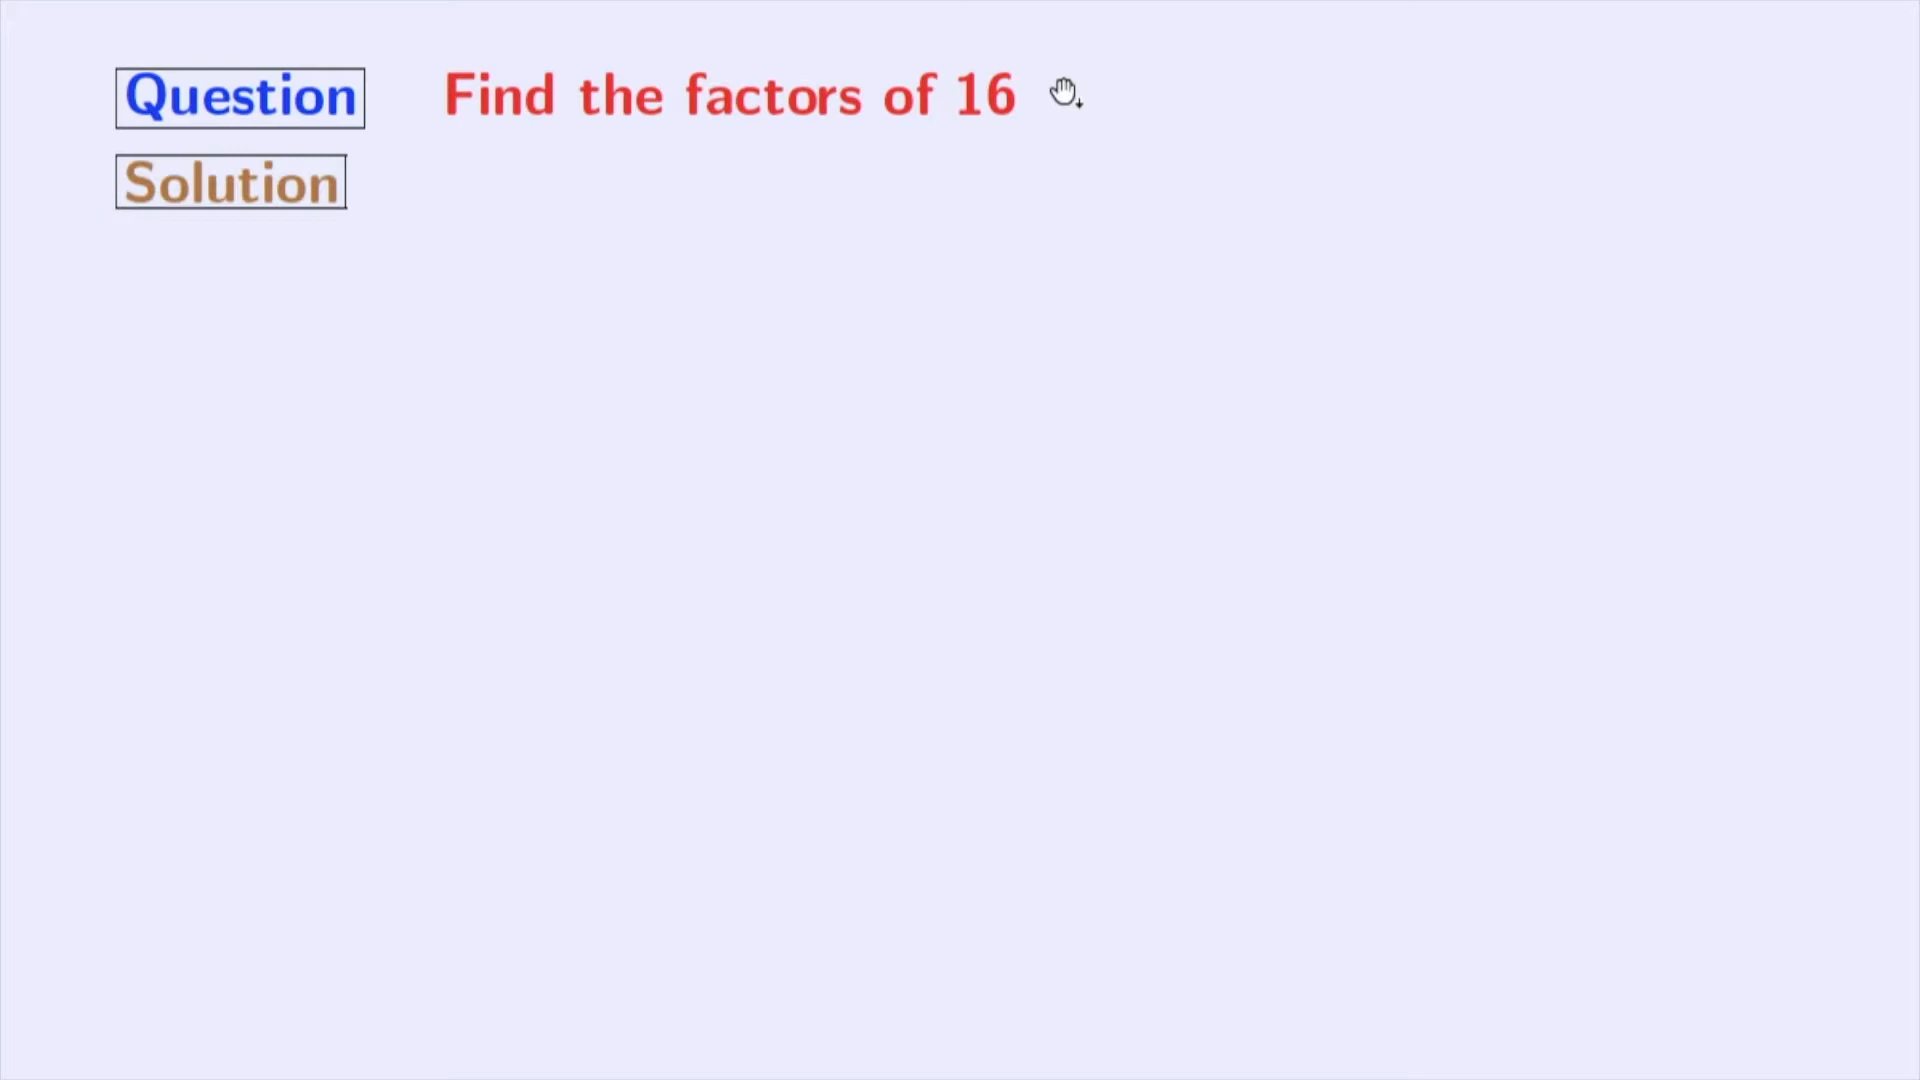 Question Find the factors of 16
Solution